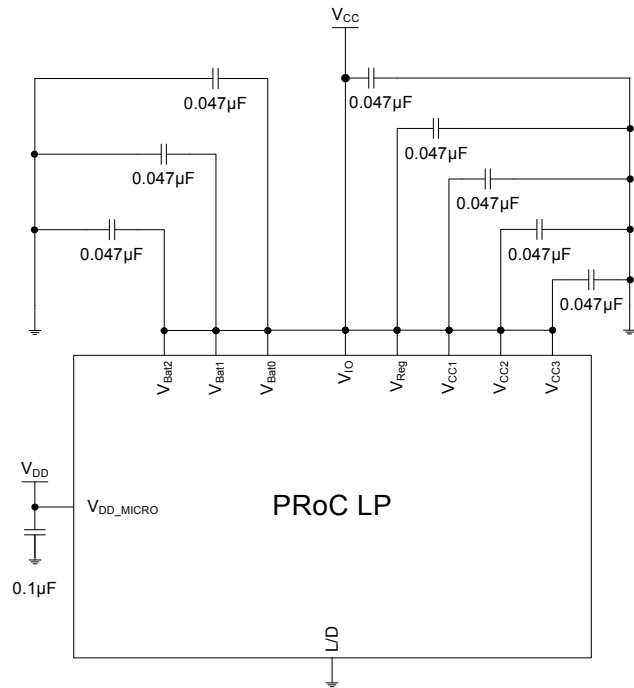 VCC
0.047µF
0.047µF
0.047µF
0.047µF
0.047µF
0.047µF
0.047µF
0.047µF
VBat2
VBat1
VBat0
VIO
VReg
VCC1
VCC2
VCC3
VDD
VDD_MICRO
PRoC LP
0.1µF
L/D